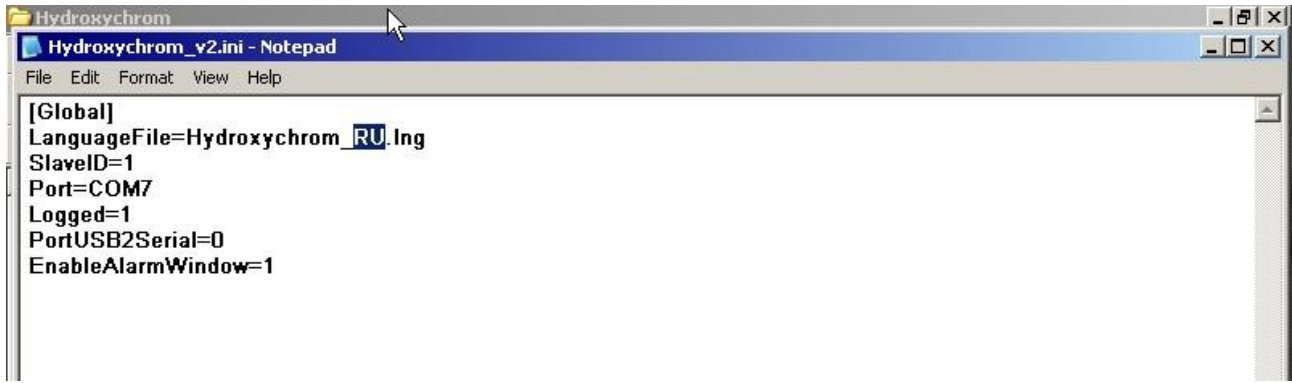 Hydroxychrom
Hydroxychrom_v2.ini - Notepad
File Edit Format View Help
[Global]
LanguageFile=Hydroxychrom_RU.lng
SlaveID=1
Port=COM7
Logged=1
PortUSB2Serial=0
EnableAlarmWindow=1